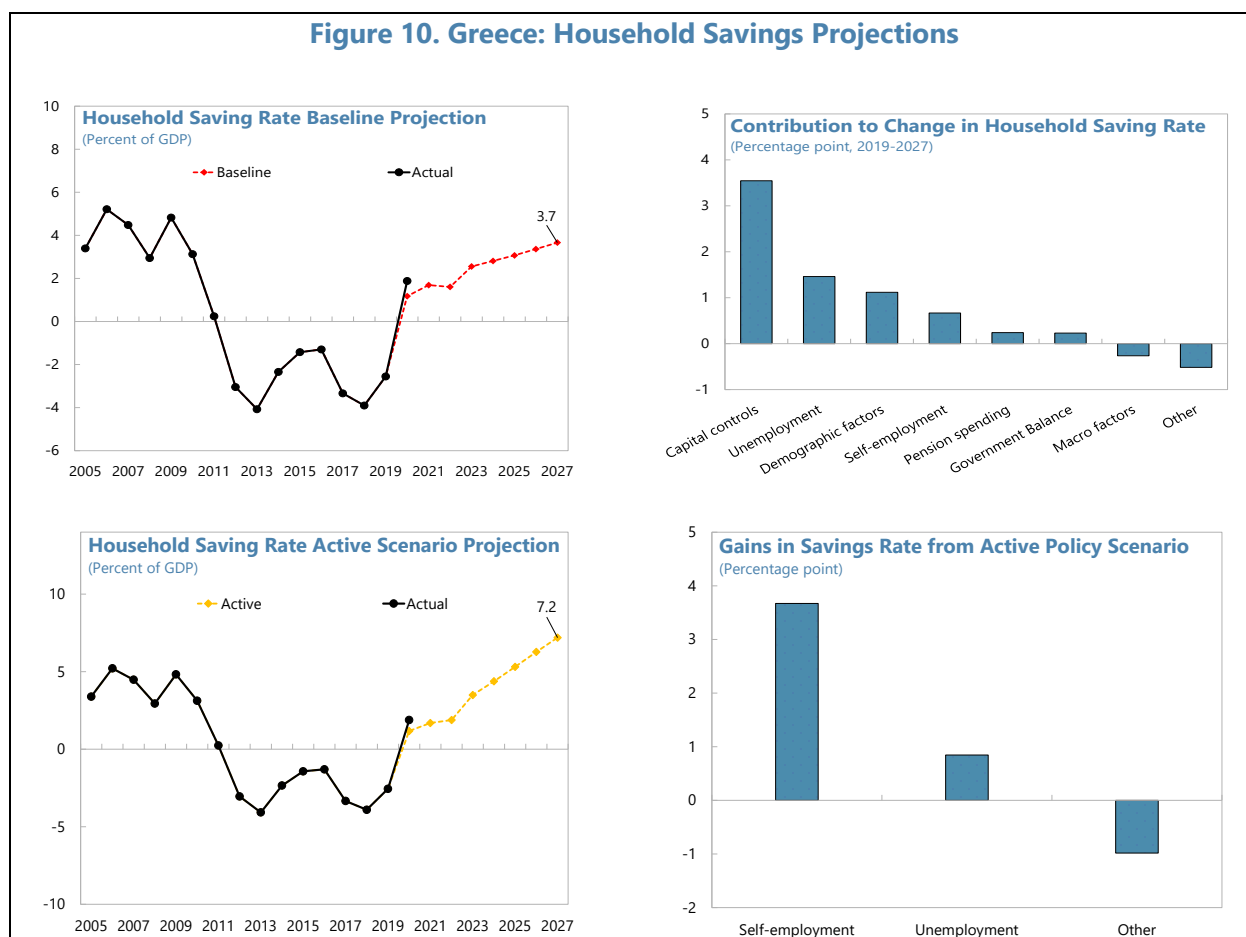 Figure 10. Greece: Household Savings Projections
Household Saving Rate Baseline Projection
(Percent of GDP)
Baseline
Actual
3.7
10
8
6
4
2
0
-2
-4
-6
2005 2007 2009 2011 2013 2015 2017 2019 2021 2023 2025 2027
Contribution to Change in Household Saving Rate
(Percentage point, 2019-2027)
5
4
3
2
1
0
-1
Capital controls
Unemployment
Demographic factors
Self-employment
Pension spending
Government Balance
Macro factors
Other
Household Saving Rate Active Scenario Projection
(Percent of GDP)
Active
Actual
7.2
10
5
0
-5
-10
2005 2007 2009 2011 2013 2015 2017 2019 2021 2023 2025 2027
Gains in Savings Rate from Active Policy Scenario
(Percentage point)
5
4
3
2
1
0
-1
-2
Self-employment
Unemployment
Other